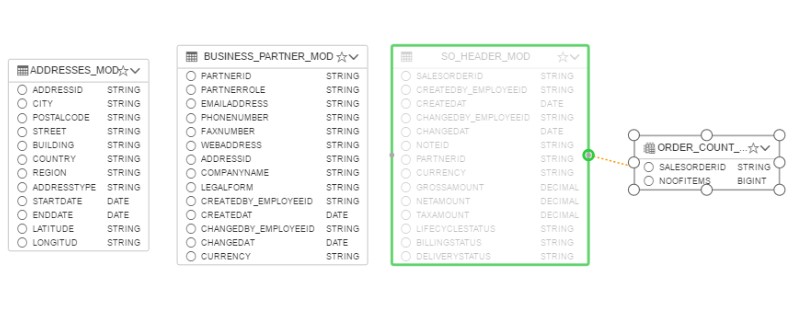 ADDRESSES_MOD
ADDRESSID STRING
CITY STRING
POSTALCODE STRING
STREET STRING
BUILDING STRING
COUNTRY STRING
REGION STRING
ADDRESSTYPE STRING
STARTDATE DATE
ENDDATE DATE
LATITUDE STRING
LONGITUD STRING
BUSINESS_PARTNER_MOD
PARTNERID STRING
PARTNERROLE STRING
EMAILADDRESS STRING
PHONENUMBER STRING
FAXNUMBER STRING
WEBADDRESS STRING
ADDRESSID STRING
COMPANYNAME STRING
LEGALFORM STRING
CREATEDBY_EMPLOYEEID STRING
CREATEDAT DATE
CHANGEDBY_EMPLOYEEID STRING
CHANGEDAT DATE
CURRENCY STRING
SO_HEADER_MOD
SALESORDERID STRING
CREATEDBY_EMPLOYEEID STRING
CREATEDAT DATE
CHANGEDBY_EMPLOYEEID STRING
CHANGEDAT DATE
NOTEID STRING
PARTNERID STRING
CURRENCY STRING
GROSSAMOUNT DECIMAL
NETAMOUNT DECIMAL
TAXAMOUNT DECIMAL
LIFECYCLESTATUS STRING
BILLINGSTATUS STRING
DELIVERYSTATUS STRING
ORDER_COUNT_...
SALESORDERID STRING
NOOFITEMS BIGINT